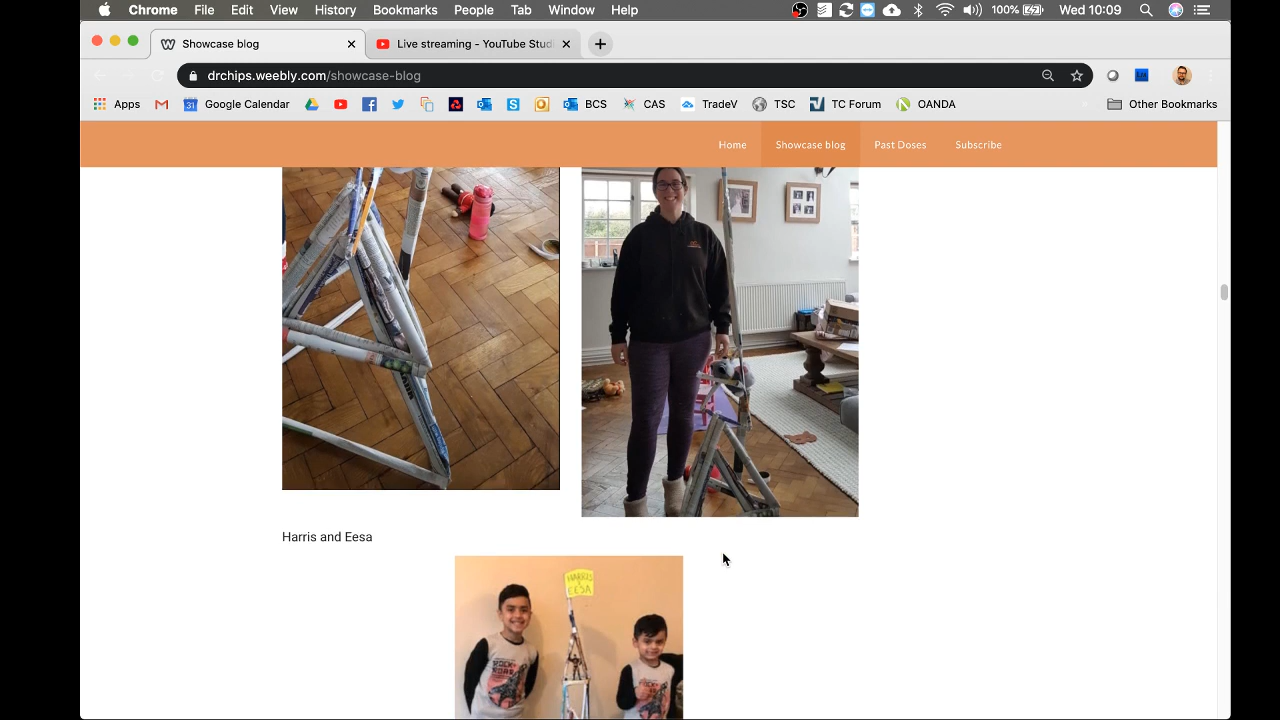 Chrome File Edit View History Bookmarks People Tab Window Help 100% Wed 10:09
Showcase blog Live streaming - YouTube Studi
drchips.weebly.com/showcase-blog
Apps Google Calendar BCS CAS TradeV TSC TC Forum OANDA Other Bookmarks
Home Showcase blog Past Doses Subscribe
Harris and Eesa
HARRIS
EESA